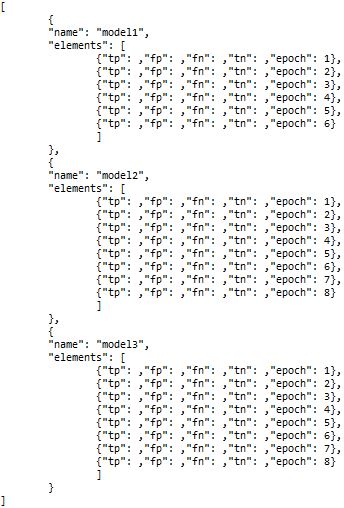 [
{
"name": "model1",
"elements": [
{"tp": ,"fp": ,"fn": ,"tn": ,"epoch": 1},
{"tp": ,"fp": ,"fn": ,"tn": ,"epoch": 2},
{"tp": ,"fp": ,"fn": ,"tn": ,"epoch": 3},
{"tp": ,"fp": ,"fn": ,"tn": ,"epoch": 4},
{"tp": ,"fp": ,"fn": ,"tn": ,"epoch": 5},
{"tp": ,"fp": ,"fn": ,"tn": ,"epoch": 6}
]
},
{
"name": "model2",
"elements": [
{"tp": ,"fp": ,"fn": ,"tn": ,"epoch": 1},
{"tp": ,"fp": ,"fn": ,"tn": ,"epoch": 2},
{"tp": ,"fp": ,"fn": ,"tn": ,"epoch": 3},
{"tp": ,"fp": ,"fn": ,"tn": ,"epoch": 4},
{"tp": ,"fp": ,"fn": ,"tn": ,"epoch": 5},
{"tp": ,"fp": ,"fn": ,"tn": ,"epoch": 6},
{"tp": ,"fp": ,"fn": ,"tn": ,"epoch": 7},
{"tp": ,"fp": ,"fn": ,"tn": ,"epoch": 8}
]
},
{
"name": "model3",
"elements": [
{"tp": ,"fp": ,"fn": ,"tn": ,"epoch": 1},
{"tp": ,"fp": ,"fn": ,"tn": ,"epoch": 2},
{"tp": ,"fp": ,"fn": ,"tn": ,"epoch": 3},
{"tp": ,"fp": ,"fn": ,"tn": ,"epoch": 4},
{"tp": ,"fp": ,"fn": ,"tn": ,"epoch": 5},
{"tp": ,"fp": ,"fn": ,"tn": ,"epoch": 6},
{"tp": ,"fp": ,"fn": ,"tn": ,"epoch": 7},
{"tp": ,"fp": ,"fn": ,"tn": ,"epoch": 8}
]
}
]